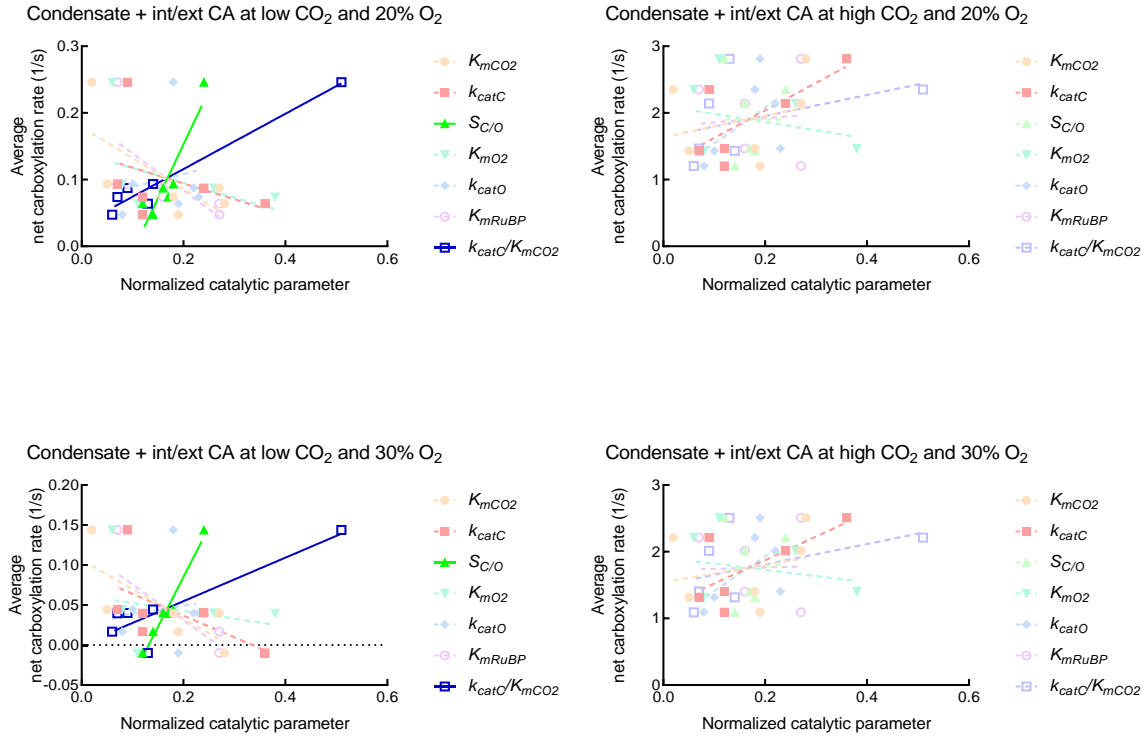 Condensate + int/ext CA at low CO2 and 20% O2
Average
net carboxylation rate (1/s)
0.3
0.2
0.1
0.0
0.0 0.2 0.4 0.6
Normalized catalytic parameter
KmCO2
kcatC
SC/O
KmO2
kcatO
KmRuBP
kcatC/KmCO2
Condensate + int/ext CA at high CO2 and 20% O2
Average
net carboxylation rate (1/s)
3
2
1
0
0.0 0.2 0.4 0.6
Normalized catalytic parameter
KmCO2
kcatC
SC/O
KmO2
kcatO
KmRuBP
kcatC/KmCO2
Condensate + int/ext CA at low CO2 and 30% O2
Average
net carboxylation rate (1/s)
0.20
0.15
0.10
0.05
0.00
-0.05
0.0 0.2 0.4 0.6
Normalized catalytic parameter
KmCO2
kcatC
SC/O
KmO2
kcatO
KmRuBP
kcatC/KmCO2
Condensate + int/ext CA at high CO2 and 30% O2
Average
net carboxylation rate (1/s)
3
2
1
0
0.0 0.2 0.4 0.6
Normalized catalytic parameter
KmCO2
kcatC
SC/O
KmO2
kcatO
KmRuBP
kcatC/KmCO2